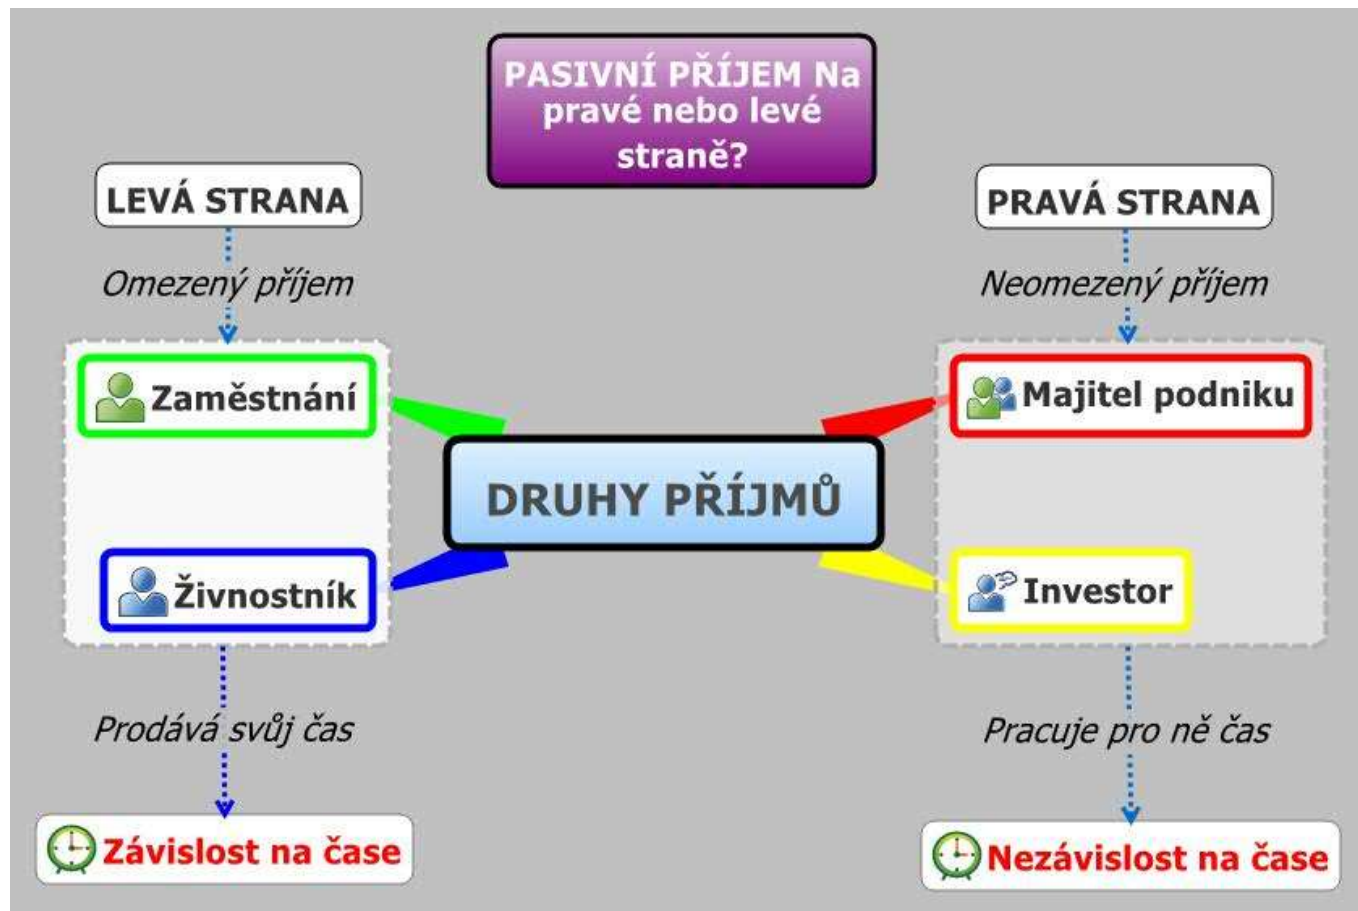 PASIVNÍ PŘÍJEM Na
pravé nebo levé
straně?
LEVÁ STRANA
PRAVÁ STRANA
Omezený příjem
Neomezený příjem
Zaměstnání
Majitel podniku
DRUHY PŘÍJMŮ
Živnostník
Investor
Prodává svůj čas
Pracuje pro ně čas
Závislost na čase
Nezávislost na čase